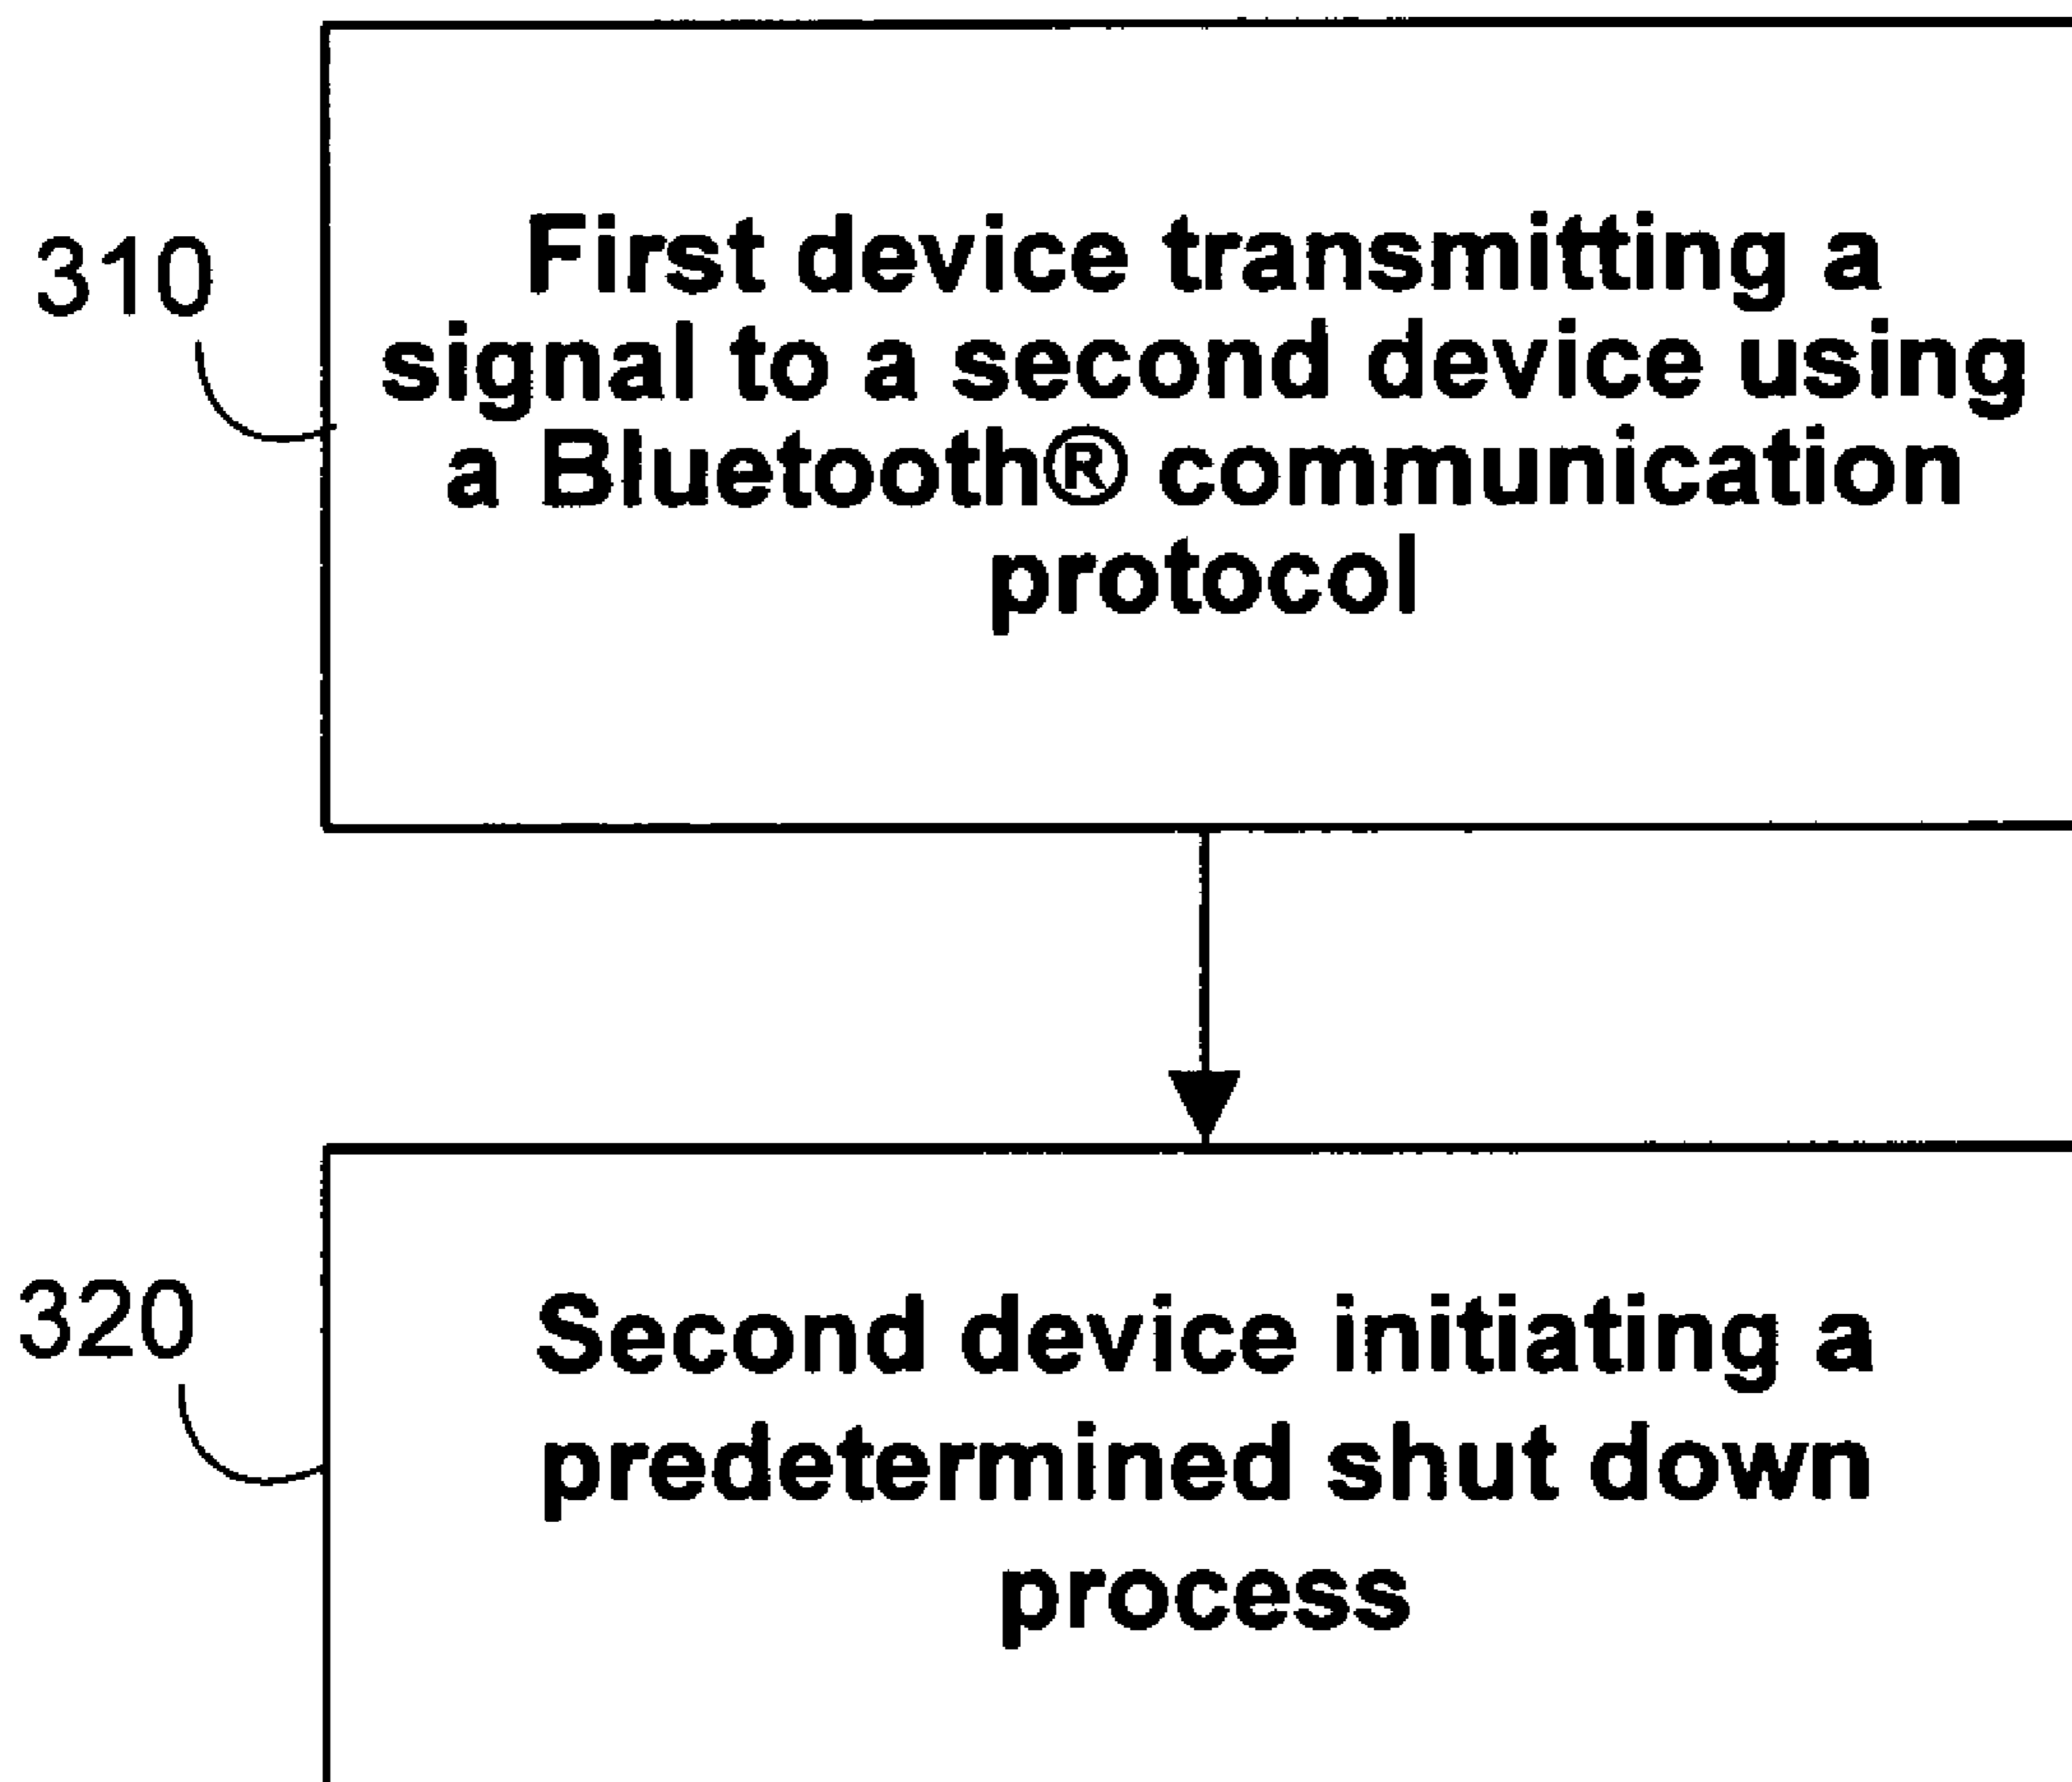 310
First device transmitting a
signal to a second device using
a Bluetooth® communication
protocol
320
Second device initiating a
predetermined shut down
process